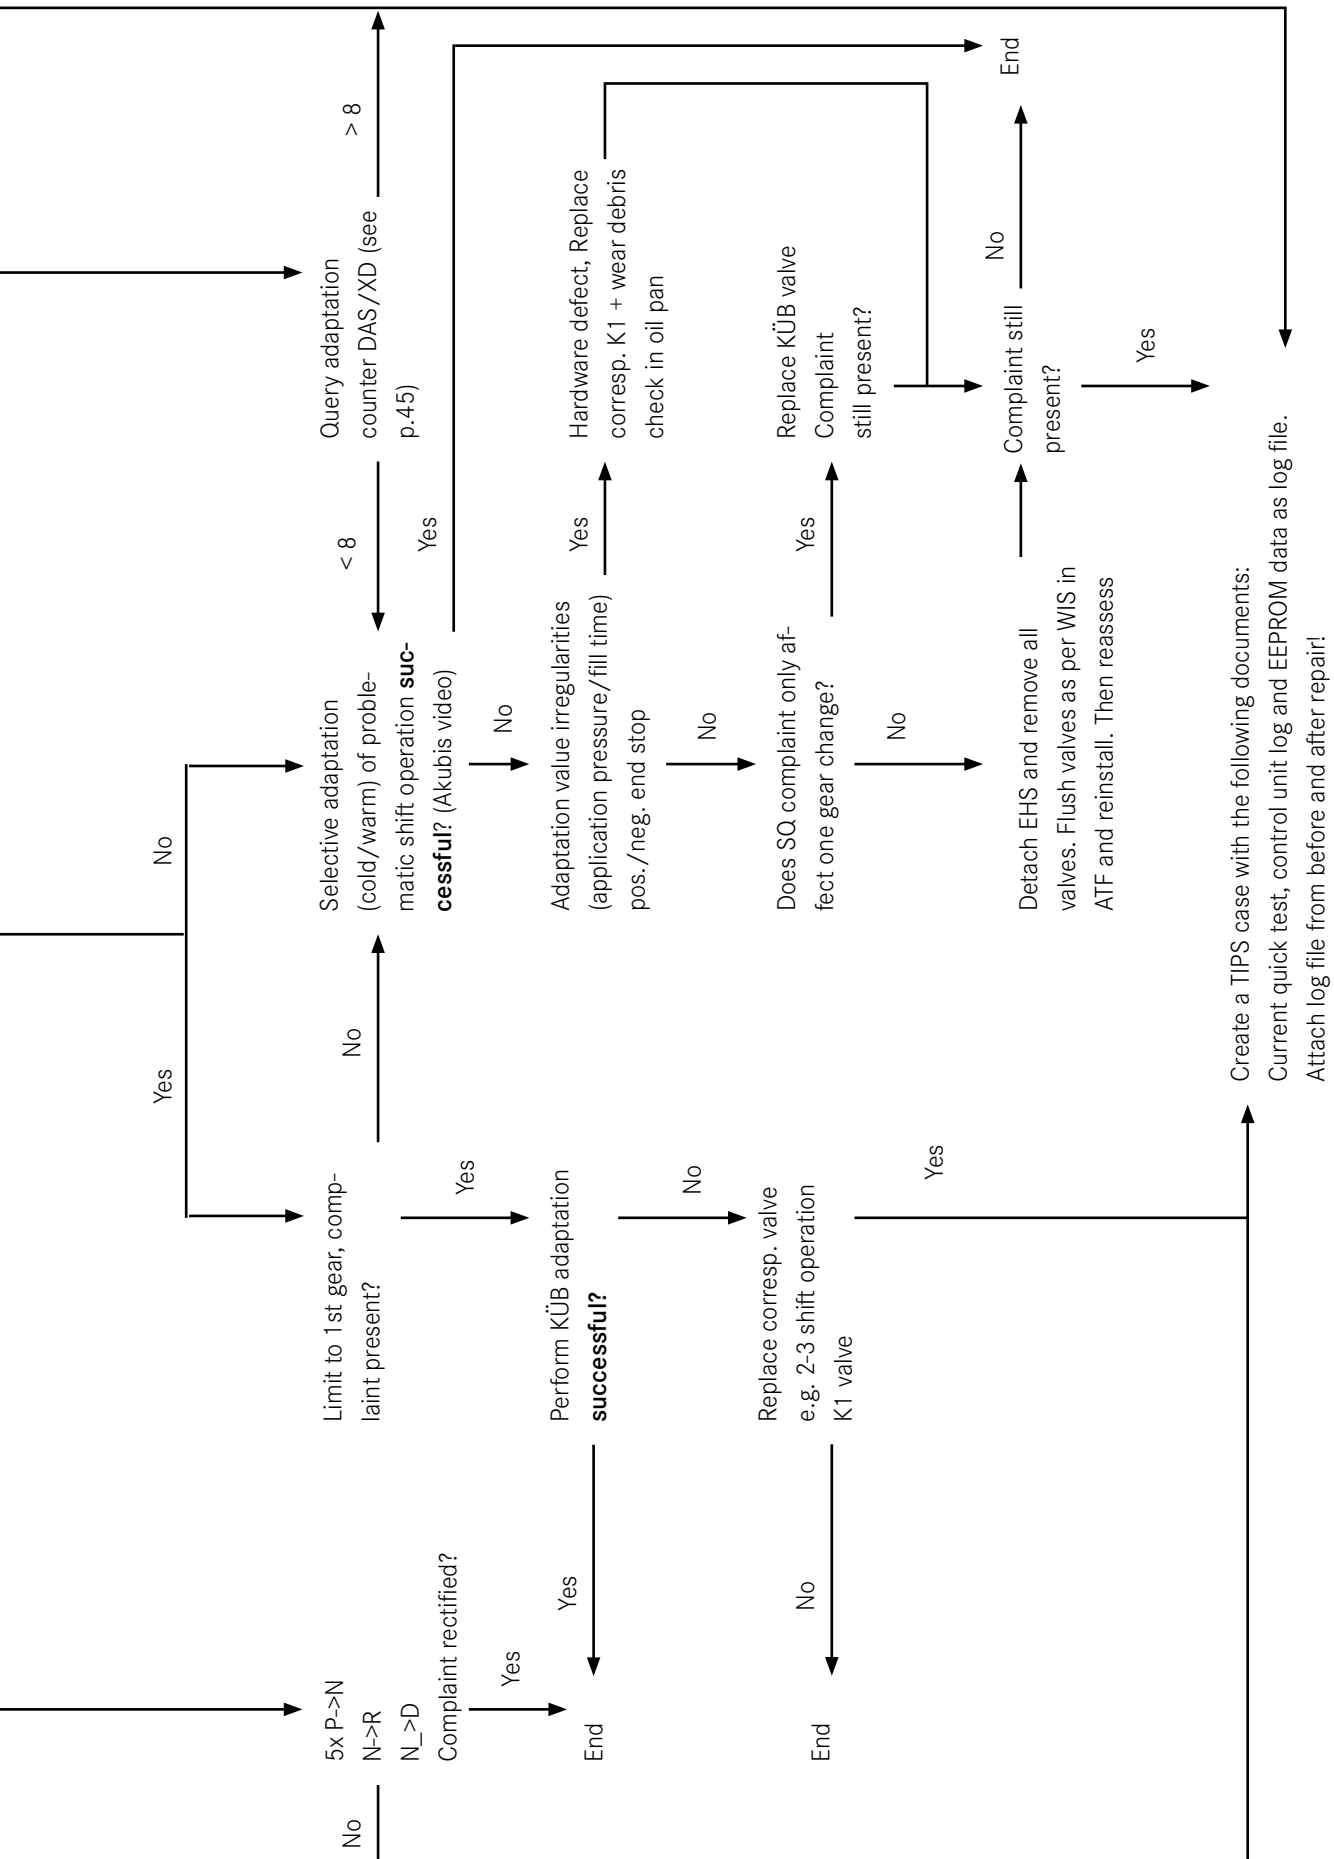 No
5x P->N
N->R
N_>D
Complaint rectified?
Yes
End
Yes
No
Limit to 1st gear, comp-
laint present?
No
Yes
Perform KÜB adaptation
successful?
Yes
No
Replace corresp. valve
e.g. 2-3 shift operation
K1 valve
No
End
Yes
Selective adaptation
(cold/warm) of proble-
matic shift operation suc-
cessful? (Akubis video)
Yes
No
Adaptation value irregularities
(application pressure/fill time)
pos./neg. end stop
Yes
No
Does SQ complaint only af-
fect one gear change?
Yes
No
Detach EHS and remove all
valves. Flush valves as per WIS in
ATF and reinstall. Then reassess
< 8
Query adaptation
counter DAS/XD (see
p.45)
> 8
Hardware defect, Replace
corresp. K1 + wear debris
check in oil pan
Replace KÜB valve
Complaint
still present?
Complaint still
present?
No
End
Yes
Create a TIPS case with the following documents:
Current quick test, control unit log and EEPROM data as log file.
Attach log file from before and after repair!